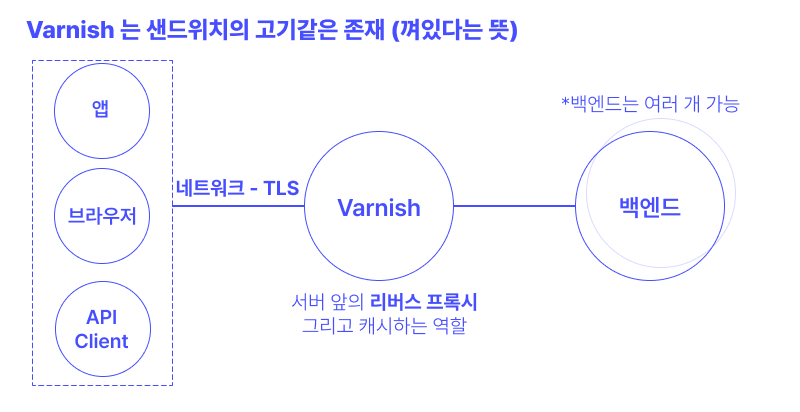 Varnish 는 샌드위치의 고기같은 존재 (껴있다는 뜻)
앱
브라우저
API
Client
네트워크 - TLS
Varnish
서버 앞의 리버스 프록시
그리고 캐시하는 역할
*백엔드는 여러 개 가능
백엔드